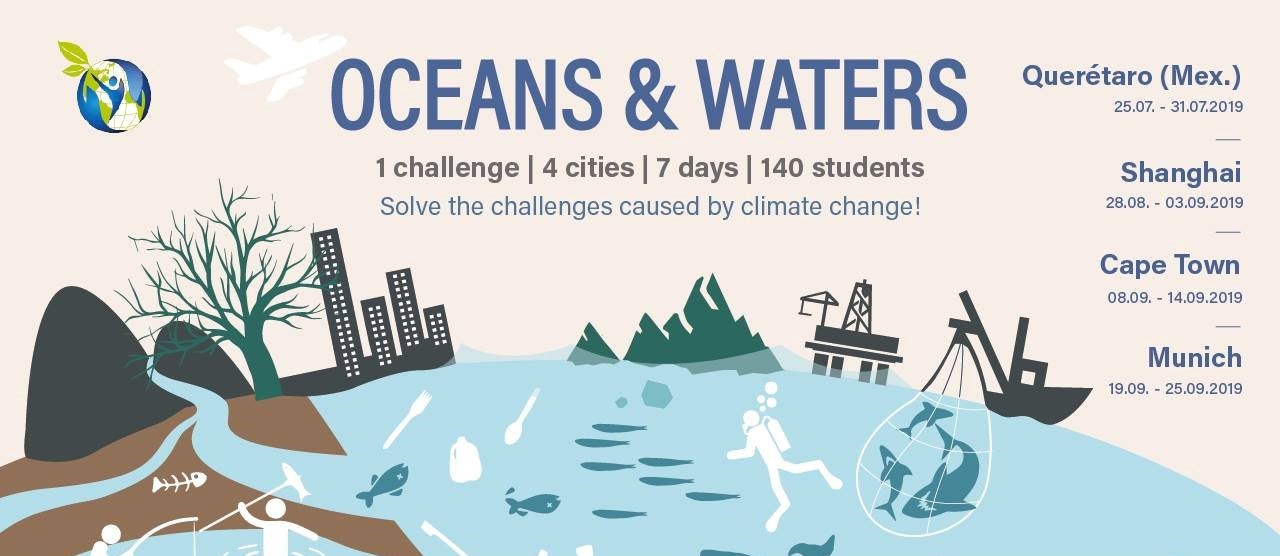 OCEANS & WATERS
1 challenge | 4 cities | 7 days | 140 students
Solve the challenges caused by climate change!
Querétaro (Mex.)
25.07. - 31.07.2019
Shanghai
28.08. - 03.09.2019
Cape Town
08.09. - 14.09.2019
Munich
19.09. - 25.09.2019